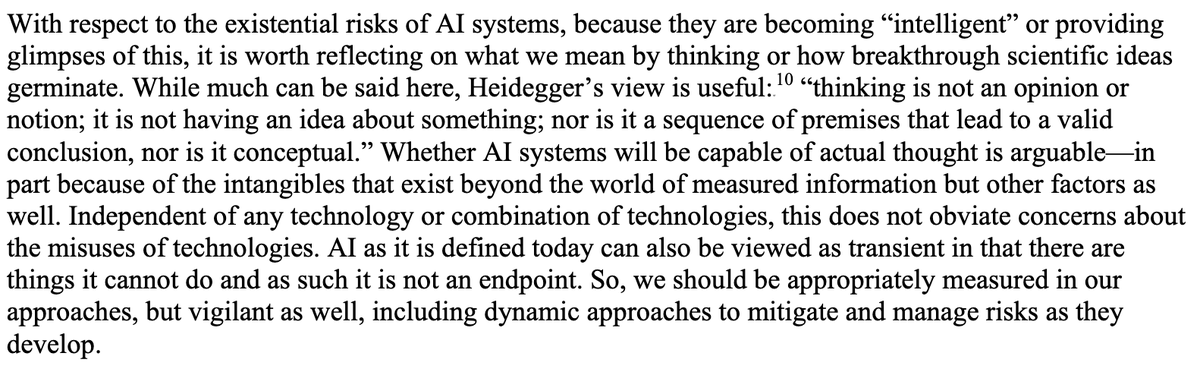 With respect to the existential risks of AI systems, because they are becoming “intelligent” or providing
glimpses of this, it is worth reflecting on what we mean by thinking or how breakthrough scientific ideas
germinate. While much can be said here, Heidegger’s view is useful:.10 “thinking is not an opinion or
notion; it is not having an idea about something; nor is it a sequence of premises that lead to a valid
conclusion, nor is it conceptual.” Whether AI systems will be capable of actual thought is arguable—in
part because of the intangibles that exist beyond the world of measured information but other factors as
well. Independent of any technology or combination of technologies, this does not obviate concerns about
the misuses of technologies. AI as it is defined today can also be viewed as transient in that there are
things it cannot do and as such it is not an endpoint. So, we should be appropriately measured in our
approaches, but vigilant as well, including dynamic approaches to mitigate and manage risks as they
develop.